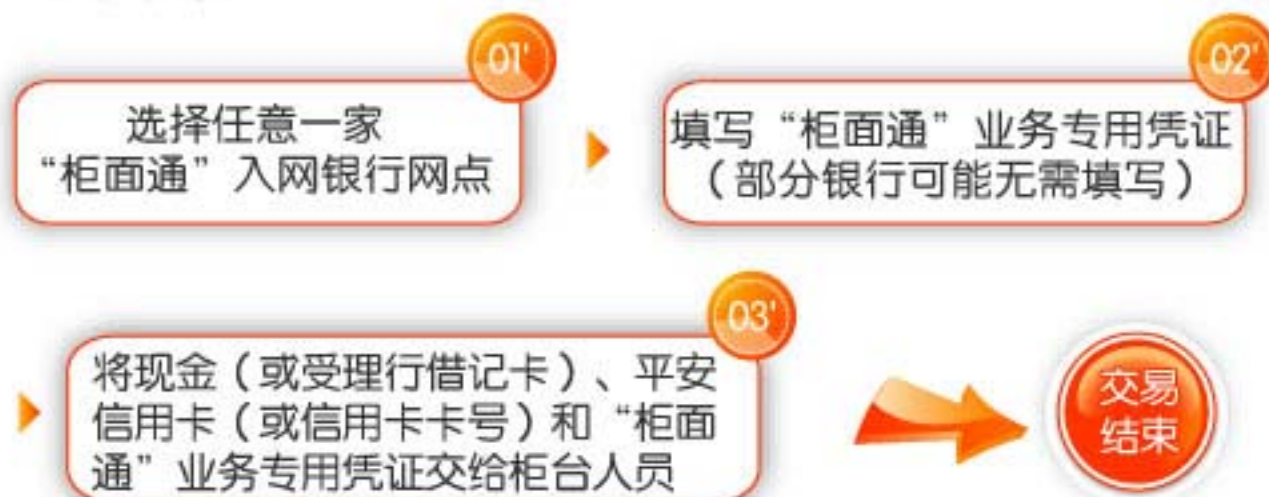 01'
选择任意一家
“柜面通”入网银行网点
02'
填写“柜面通”业务专用凭证
（部分银行可能无需填写）
03'
将现金（或受理行借记卡）、平安
信用卡（或信用卡卡号）和“柜面
通”业务专用凭证交给柜台人员
交易
结束